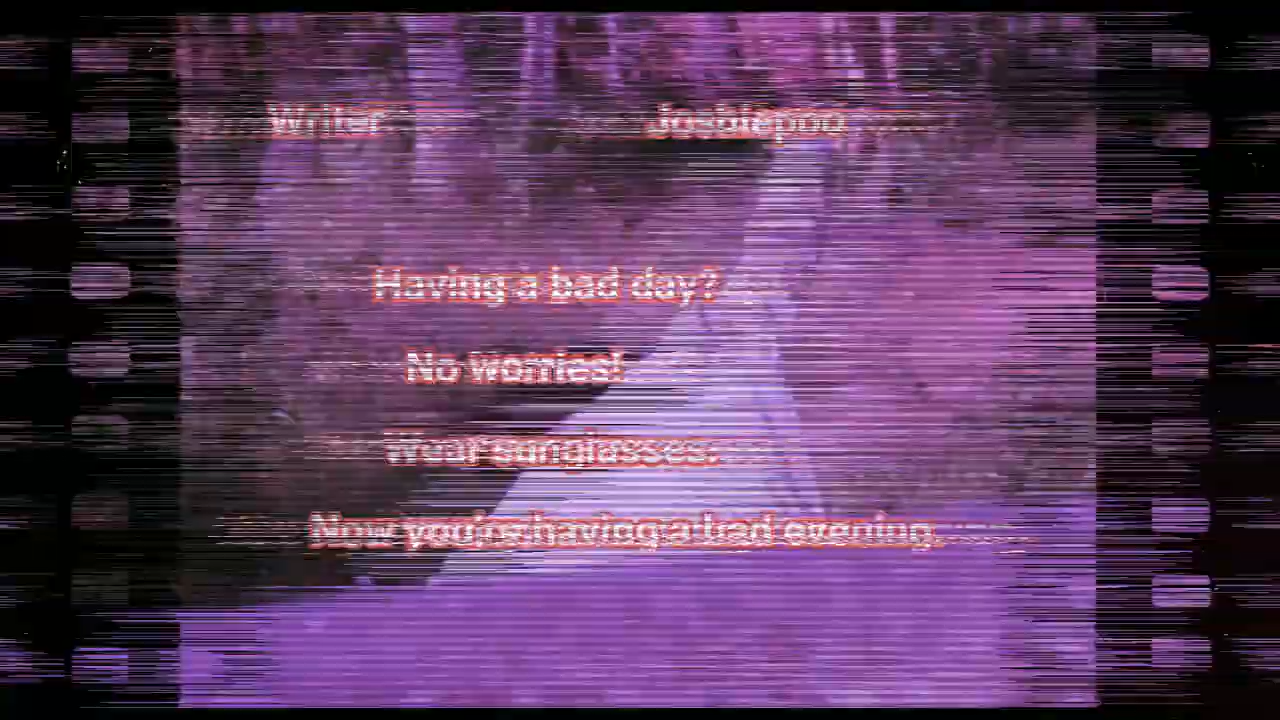 Writer
Having a bad day?
No worries!
Wear sunglasses.
Now you're having a bad evening.